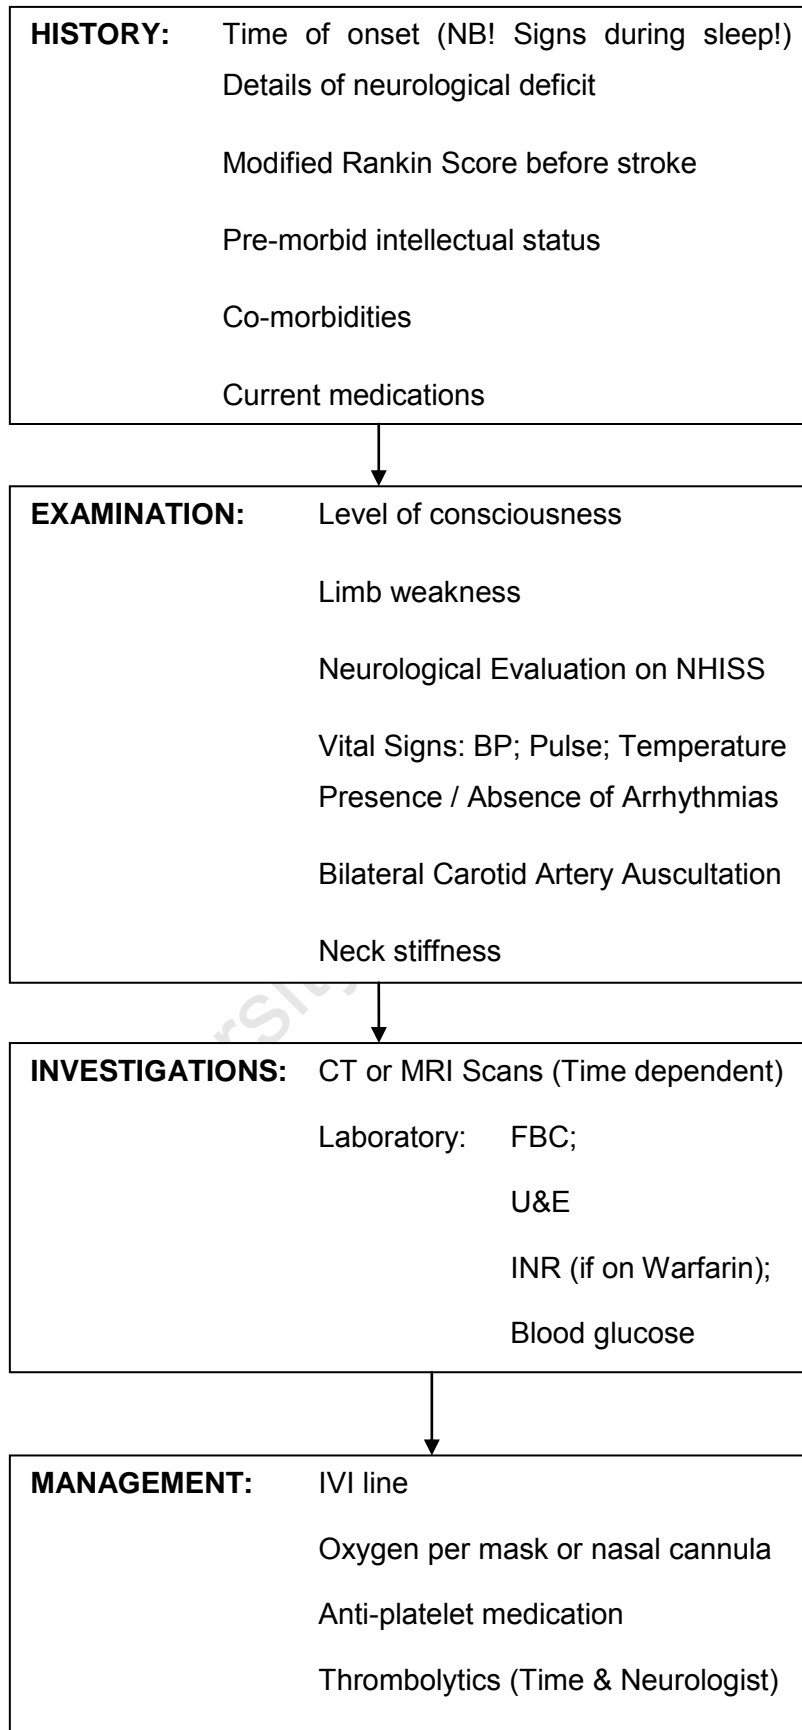 HISTORY: Time of onset (NB! Signs during sleep!)
Details of neurological deficit
Modified Rankin Score before stroke
Pre-morbid intellectual status
Co-morbidities
Current medications
EXAMINATION: Level of consciousness
Limb weakness
Neurological Evaluation on NHISS
Vital Signs: BP; Pulse; Temperature
Presence / Absence of Arrhythmias
Bilateral Carotid Artery Auscultation
Neck stiffness
INVESTIGATIONS: CT or MRI Scans (Time dependent)
Laboratory: FBC;
U&E
INR (if on Warfarin);
Blood glucose
MANAGEMENT: IVI line
Oxygen per mask or nasal cannula
Anti-platelet medication
Thrombolytics (Time & Neurologist)